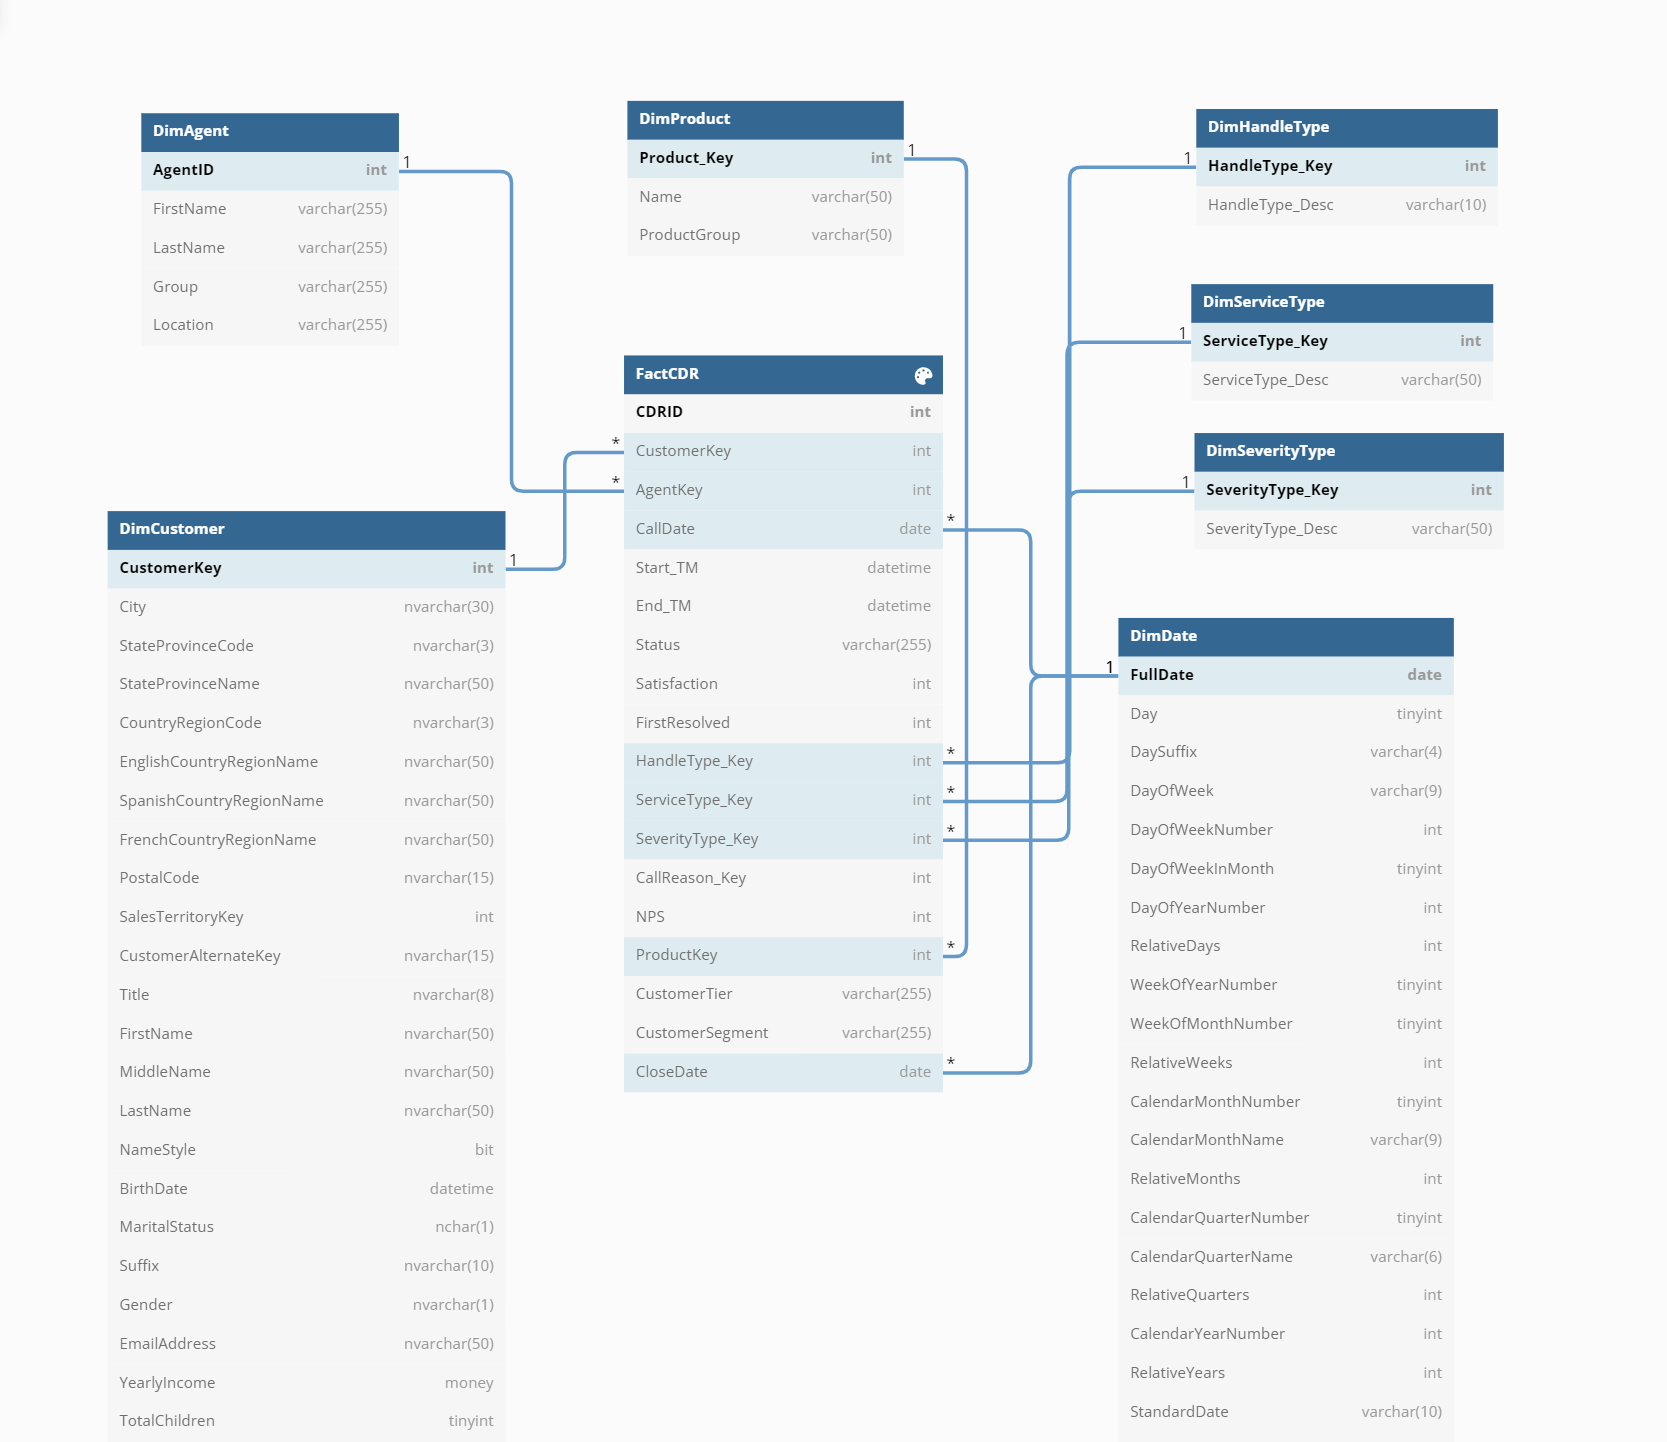 DimAgent
AgentID int 1
FirstName varchar(255)
LastName varchar(255)
Group varchar(255)
Location varchar(255)
DimProduct
Product_Key int 1
Name varchar(50)
ProductGroup varchar(50)
DimHandleType
1 HandleType_Key int
HandleType_Desc varchar(10)
DimServiceType
1 ServiceType_Key int
ServiceType_Desc varchar(50)
DimSeverityType
1 SeverityType_Key int
SeverityType_Desc varchar(50)
FactCDR
CDRID int
* CustomerKey int
* AgentKey int
CallDate date *
Start_TM datetime
End_TM datetime
Status varchar(255)
Satisfaction int
FirstResolved int
HandleType_Key int *
ServiceType_Key int *
SeverityType_Key int *
CallReason_Key int
NPS int
ProductKey int *
CustomerTier varchar(255)
CustomerSegment varchar(255)
CloseDate date *
DimCustomer
CustomerKey int 1
City nvarchar(30)
StateProvinceCode nvarchar(3)
StateProvinceName nvarchar(50)
CountryRegionCode nvarchar(3)
EnglishCountryRegionName nvarchar(50)
SpanishCountryRegionName nvarchar(50)
FrenchCountryRegionName nvarchar(50)
PostalCode nvarchar(15)
SalesTerritoryKey int
CustomerAlternateKey nvarchar(15)
Title nvarchar(8)
FirstName nvarchar(50)
MiddleName nvarchar(50)
LastName nvarchar(50)
NameStyle bit
BirthDate datetime
MaritalStatus nchar(1)
Suffix nvarchar(10)
Gender nvarchar(1)
EmailAddress nvarchar(50)
YearlyIncome money
TotalChildren tinyint
DimDate
1 FullDate date
Day tinyint
DaySuffix varchar(4)
DayOfWeek varchar(9)
DayOfWeekNumber int
DayOfWeekInMonth tinyint
DayOfYearNumber int
RelativeDays int
WeekOfYearNumber tinyint
WeekOfMonthNumber tinyint
RelativeWeeks int
CalendarMonthNumber tinyint
CalendarMonthName varchar(9)
RelativeMonths int
CalendarQuarterNumber tinyint
CalendarQuarterName varchar(6)
RelativeQuarters int
CalendarYearNumber int
RelativeYears int
StandardDate varchar(10)